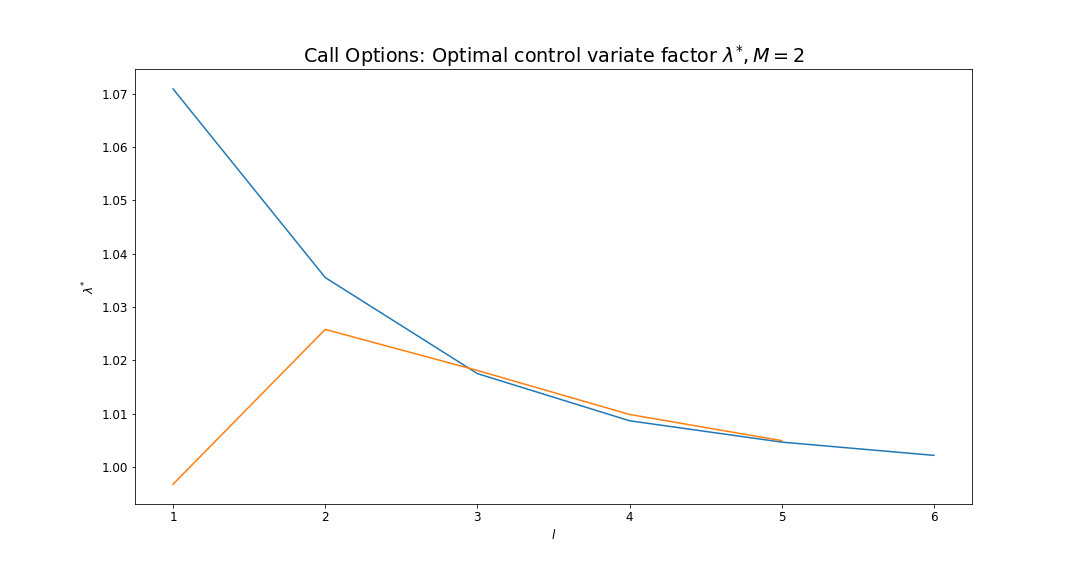 Call Options: Optimal control variate factor λ*, M = 2
1.07
1.06
1.05
1.04
1.03
1.02
1.01
1.00
λ*
1 2 3 4 5 6
l